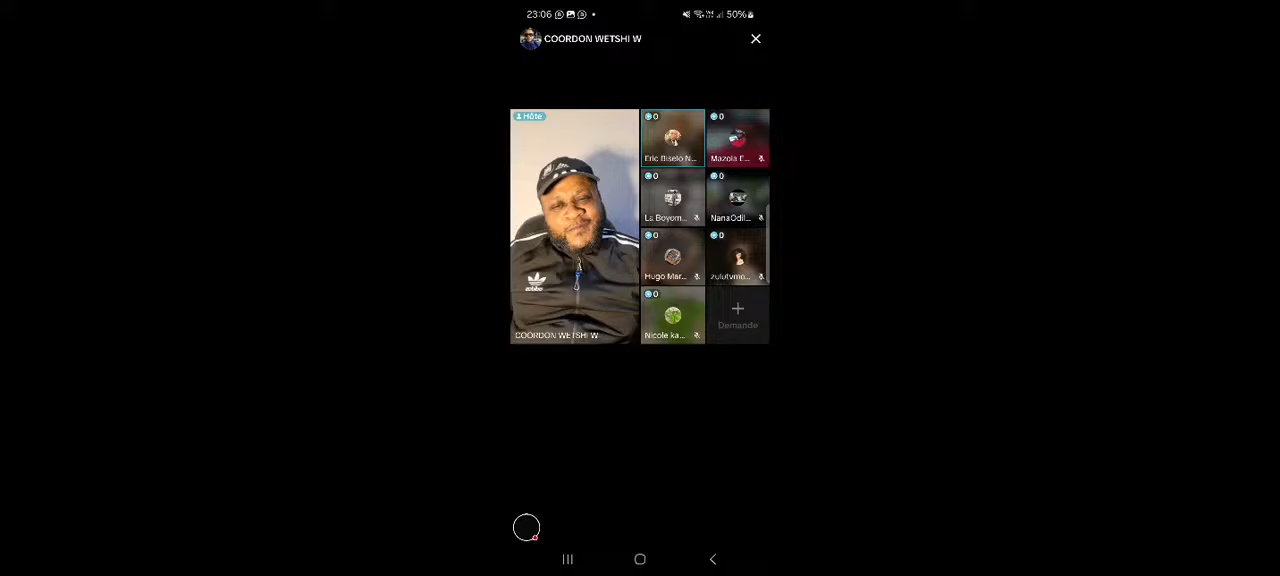 23:06
50%
COORDON WETSHI W
Hôte
0
0
Eric Biselo N...
Mazola E...
0
0
La Boyom...
NanaOdil...
0
0
Hugo Mar...
zulutvmo...
0
Nicole ka...
Demande
COORDON WETSHI W